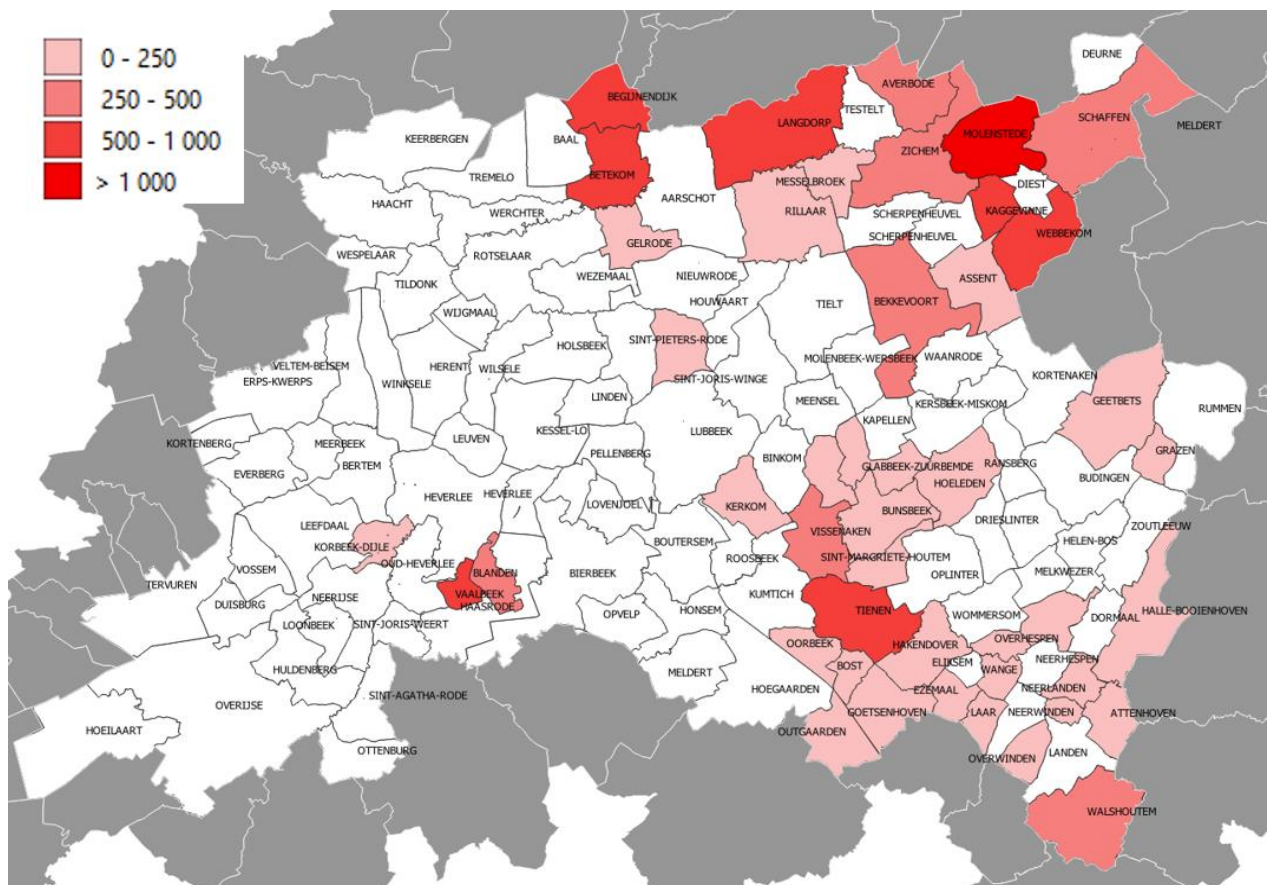 0 - 250
250 - 500
500 - 1 000
> 1 000
DEURNE
AVERBODE
BEGIJNENDIJK
TESTELT
SCHAFFEN
LANGDORP
MELDERT
MOLENSTEDE
KEERBERGEN
BAAL
ZICHEM
BETEKOM
MESSELBROEK
TREMELO
DIEST
AARSCHOT
HAACHT
WERCHTER
RILLAAR
SCHERPENHEUVEL
KAGGEVINNE
WEBBEKOM
SCHERPENHEUVEL
GELRODE
WESPELAAR
ROTSELAAR
WEZEMAAL
NIEUWRODE
ASSENT
TILDONK
HOUWAART
TIELT
BEKKEVOORT
WIJGMAAL
SINT-PIETERS-RODE
HOLSBEEK
MOLENBEEK-WERSBEEK
WAANRODE
VELTEM-BEISEM
HERENT
WILSELE
KORTENAKEN
ERPS-KWERPS
WINKSELE
SINT-JORIS-WINGE
LINDEN
MEENSEL
KERSBEEK-MISKOM
GEETBETS
RUMMEN
KAPELLEN
KESSEL-LO
LUBBEEK
KORTENBERG
MEERBEEK
LEUVEN
GRAZEN
PELLENBERG
BINKOM
RANSBERG
BERTEM
GLABBEEK-ZUURBEMDE
EVERBERG
BUDINGEN
HOELEDEN
HEVERLEE
HEVERLEE
LOVENJOEL
KERKOM
BUNSBEEK
DRIESLINTER
LEEFDAAL
VISSENAKEN
ZOUTLEEUW
BOUTERSEM
HELEN-BOS
KORBEEK-DIJLE
SINT-MARGRIETE-HOUTEM
ROOSBEEK
OUD-HEVERLEE
VOSSEM
BLANDEN
BIERBEEK
OPLINTER
MELKWEZER
TERVUREN
VAALBEEK
KUMTICH
NEERIJSE
DUISBURG
HAASRODE
TIENEN
HONSEM
OPVELP
HALLE-BOOIENHOVEN
WOMMERSOM
DORMAAL
LOONBEEK
SINT-JORIS-WEERT
OVERHESPEN
OORBEEK
HAKENDOVER
NEERHESPEN
ELIKSEM
BOST
HULDENBERG
MELDERT
WANGE
NEERLANDEN
HOEGAARDEN
EZEMAAL
SINT-AGATHA-RODE
OVERIJSE
GOETSENHOVEN
LAAR
NEERWINDEN
ATTENHOVEN
HOEILAART
OUTGAARDEN
OTTENBURG
LANDEN
OVERWINDEN
WALSHOUTEM